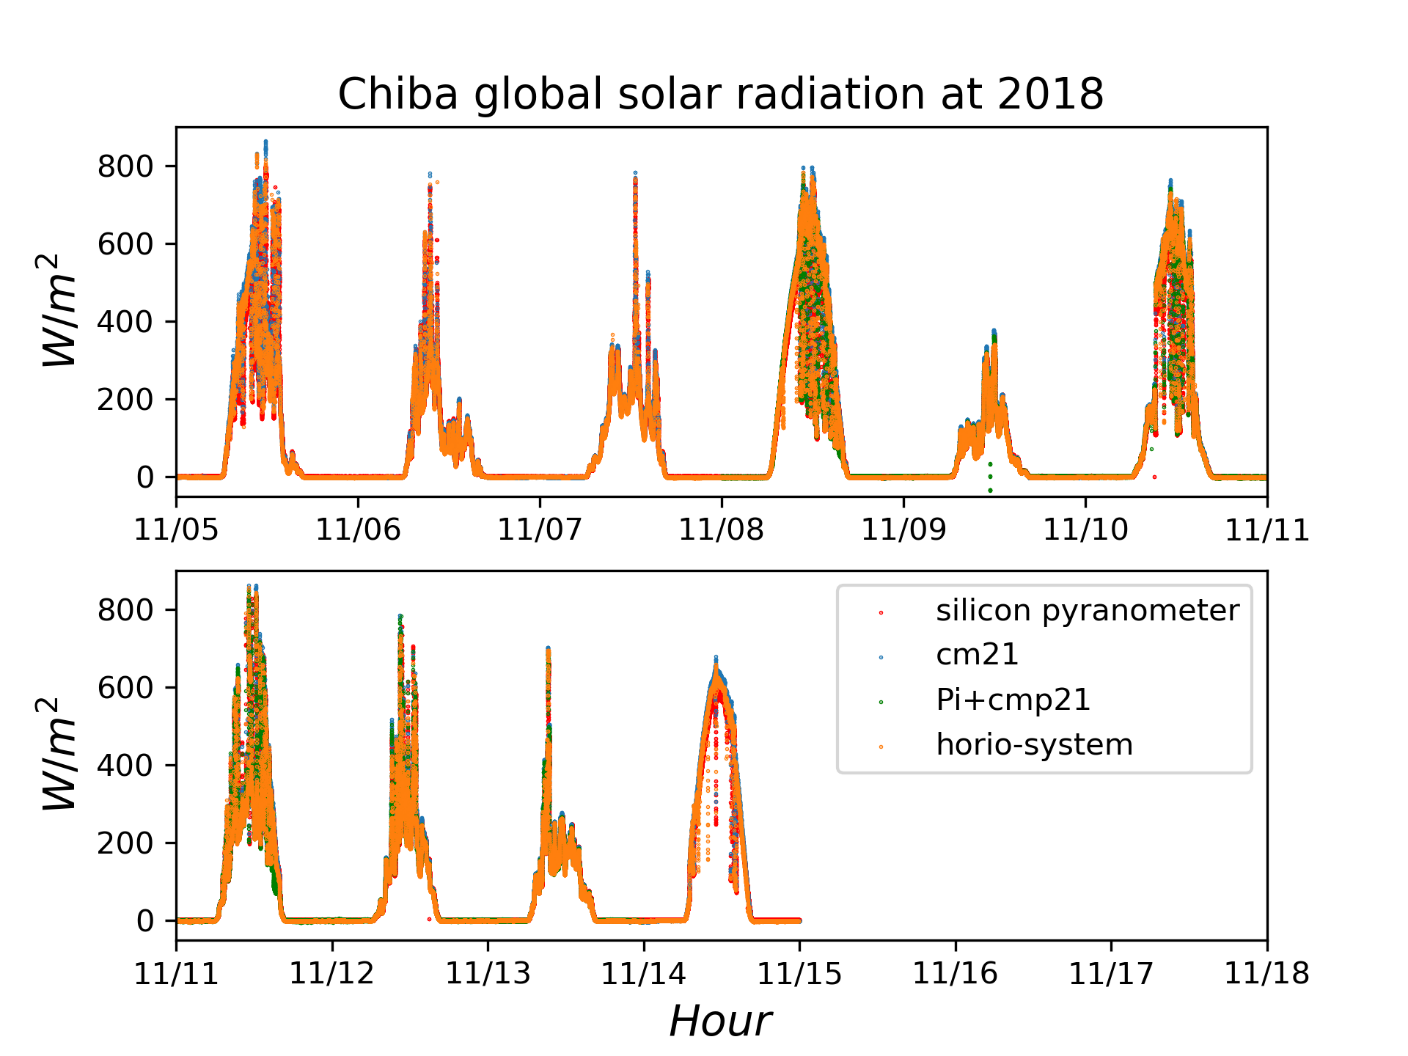 Chiba global solar radiation at 2018
W/m²
800
600
400
200
0
11/05 11/06 11/07 11/08 11/09 11/10 11/11
W/m²
800
600
400
200
0
silicon pyranometer
cm21
Pi+cmp21
horio-system
11/11 11/12 11/13 11/14 11/15 11/16 11/17 11/18
Hour